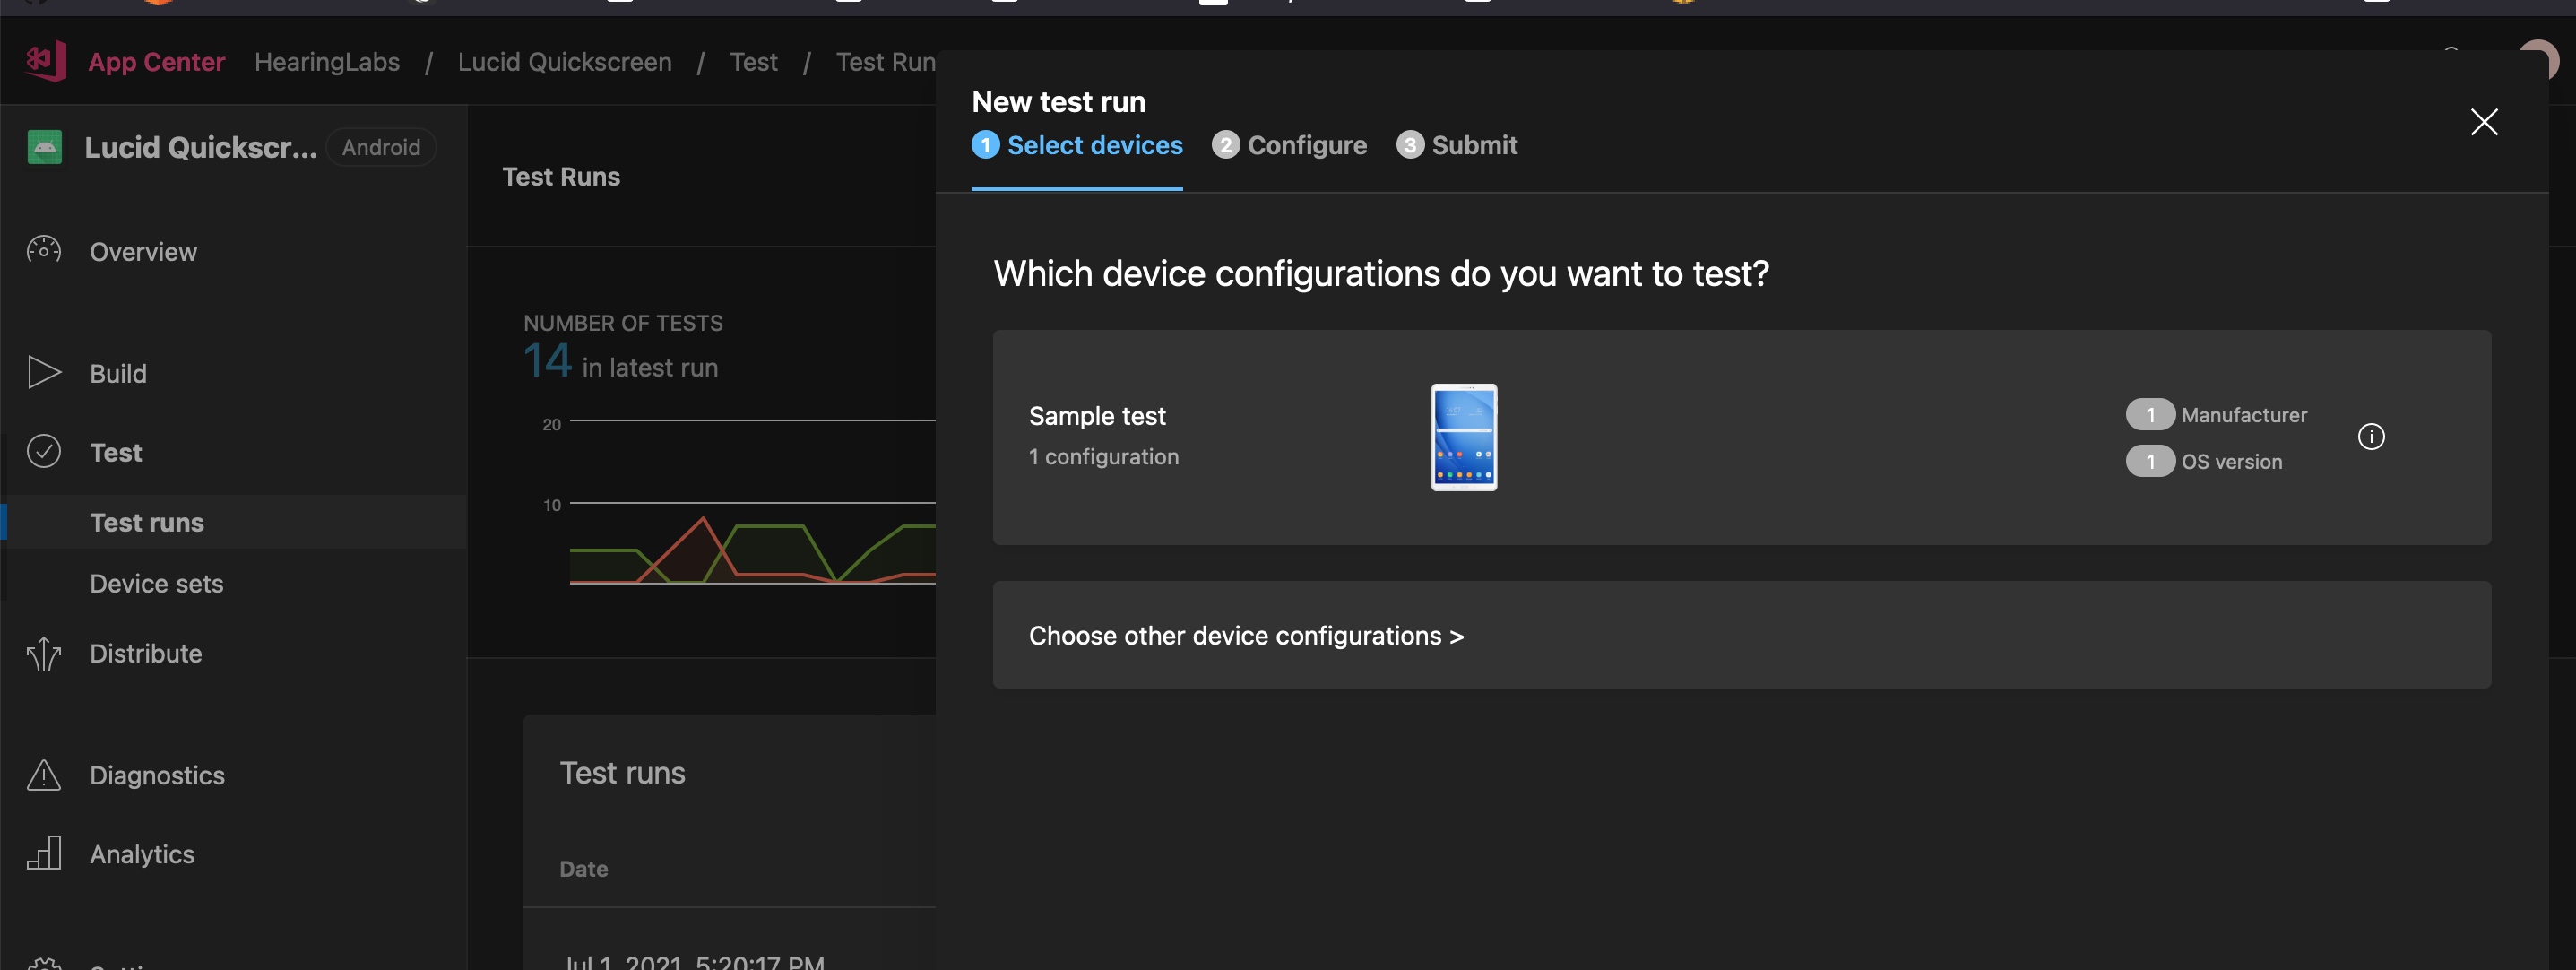 App Center HearingLabs / Lucid Quickscreen / Test / Test Run
Lucid Quickscr... Android
Overview
Build
Test
Test runs
Device sets
Distribute
Diagnostics
Analytics
Test Runs
NUMBER OF TESTS
14 in latest run
20
10
Test runs
Date
Jul 1, 2021, 5:20:17 PM
New test run
1 Select devices 2 Configure 3 Submit
Which device configurations do you want to test?
Sample test
1 configuration
1 Manufacturer
1 OS version
Choose other device configurations >